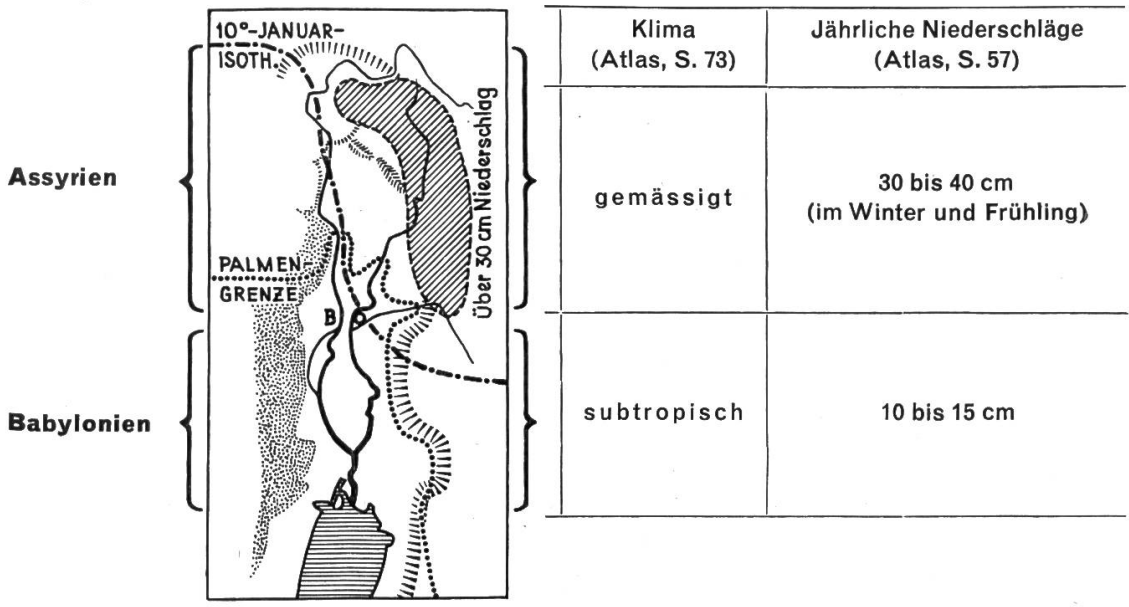 10°-JANUAR-
ISOTH.
Über 30 cm Niederschlag
PALMEN-
GRENZE
B
Assyrien
Babylonien
Klima
(Atlas, S. 73)
Jährliche Niederschläge
(Atlas, S. 57)
gemässigt
30 bis 40 cm
(im Winter und Frühling)
subtropisch
10 bis 15 cm